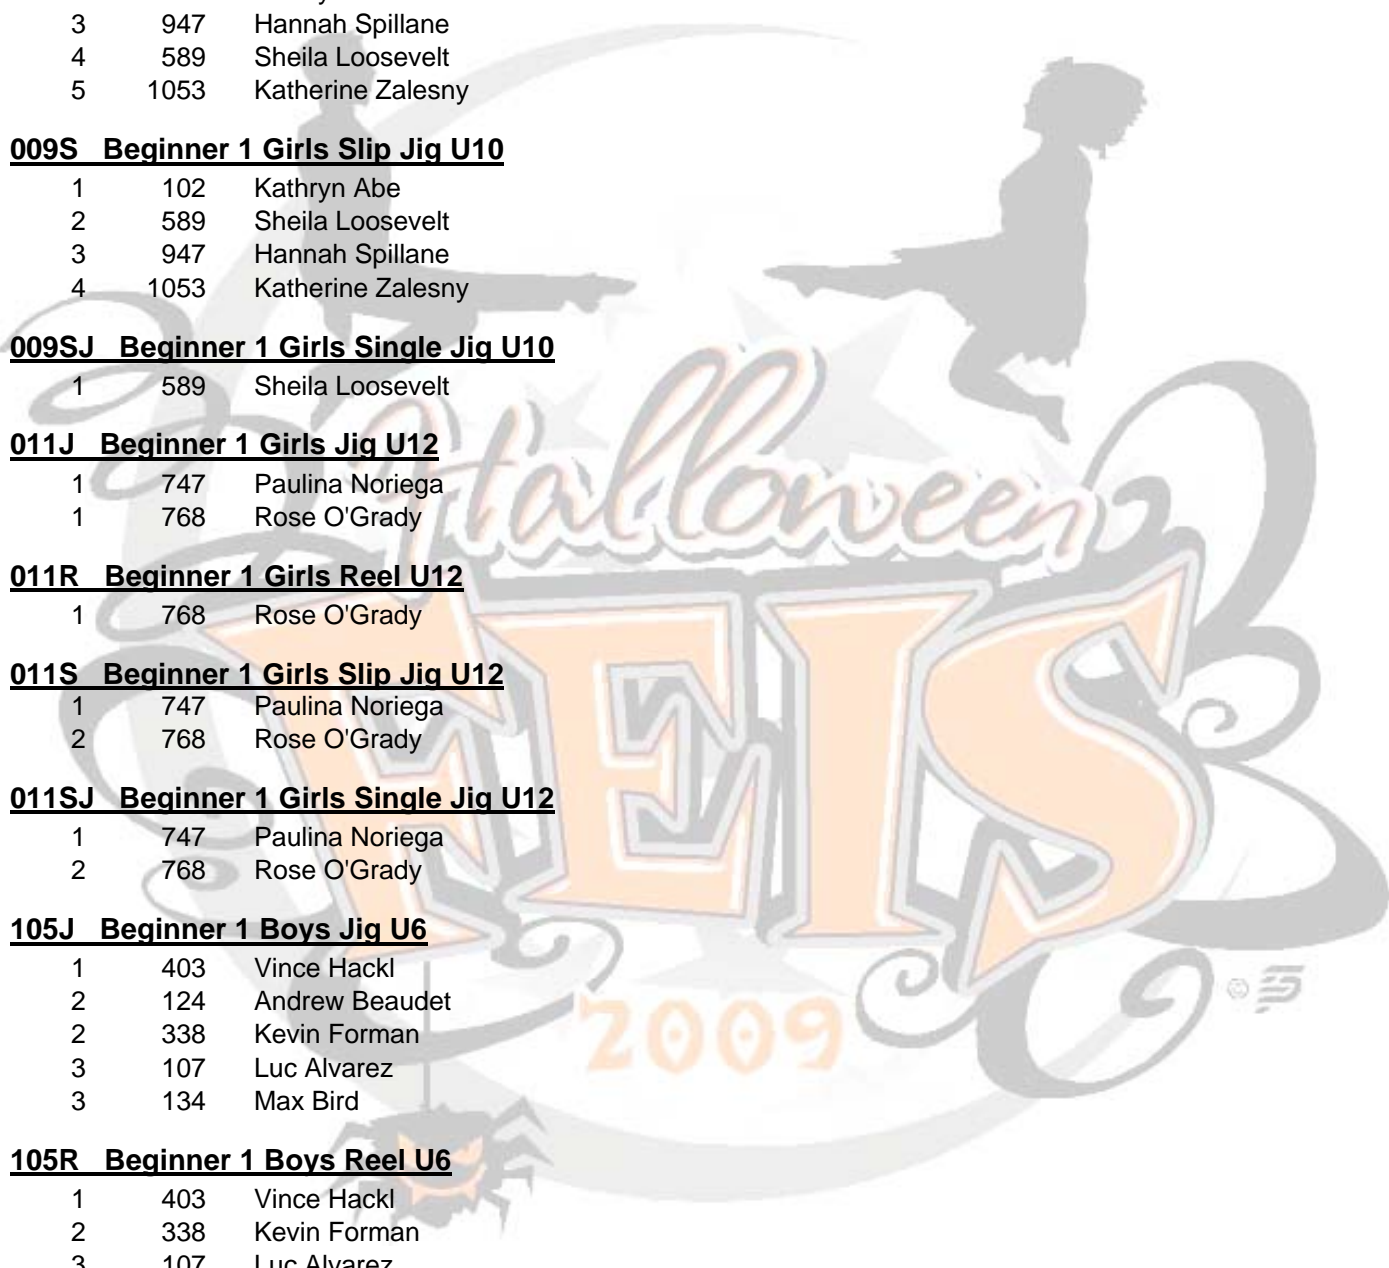 3 947 Hannah Spillane
4 589 Sheila Loosevelt
5 1053 Katherine Zalesny
009S Beginner 1 Girls Slip Jig U10
1 102 Kathryn Abe
2 589 Sheila Loosevelt
3 947 Hannah Spillane
4 1053 Katherine Zalesny
009SJ Beginner 1 Girls Single Jig U10
1 589 Sheila Loosevelt
011J Beginner 1 Girls Jig U12
1 747 Paulina Noriega
1 768 Rose O'Grady
011R Beginner 1 Girls Reel U12
1 768 Rose O'Grady
011S Beginner 1 Girls Slip Jig U12
1 747 Paulina Noriega
2 768 Rose O'Grady
011SJ Beginner 1 Girls Single Jig U12
1 747 Paulina Noriega
2 768 Rose O'Grady
105J Beginner 1 Boys Jig U6
1 403 Vince Hackl
2 124 Andrew Beaudet
2 338 Kevin Forman
3 107 Luc Alvarez
3 134 Max Bird
105R Beginner 1 Boys Reel U6
1 403 Vince Hackl
2 338 Kevin Forman
3 107 Luc Alvarez
Halloween
FEIS
2009